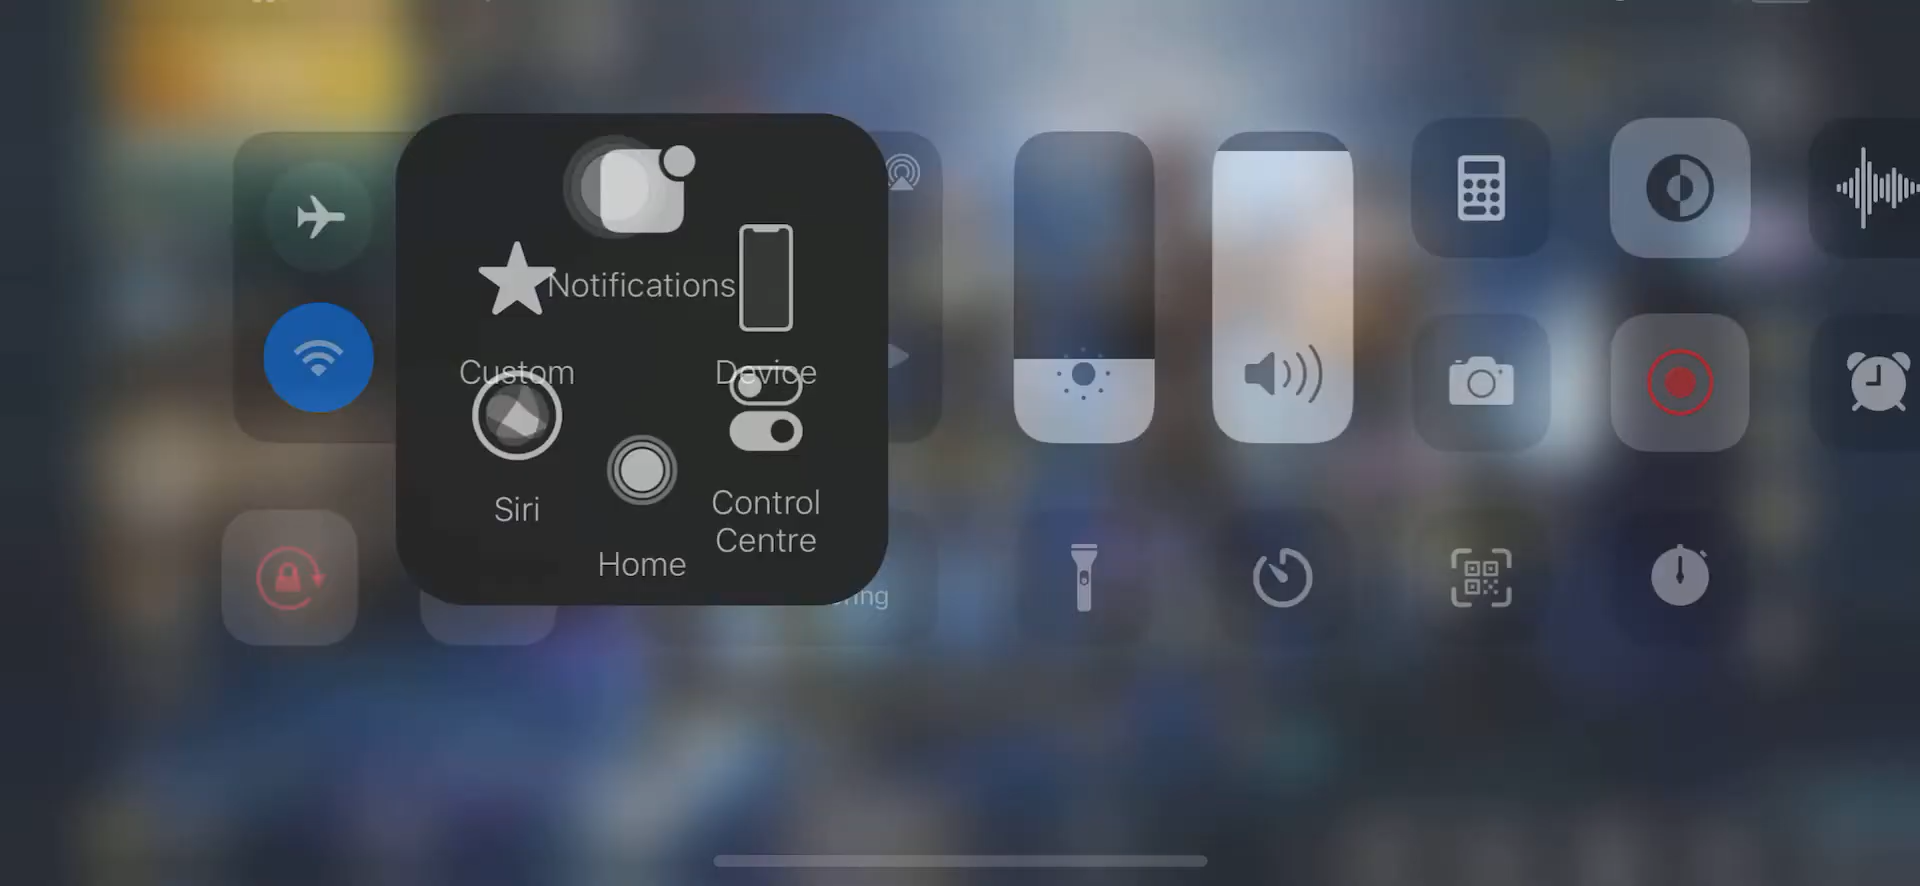 Notifications
Custom
Device
Siri
Control
Centre
Home